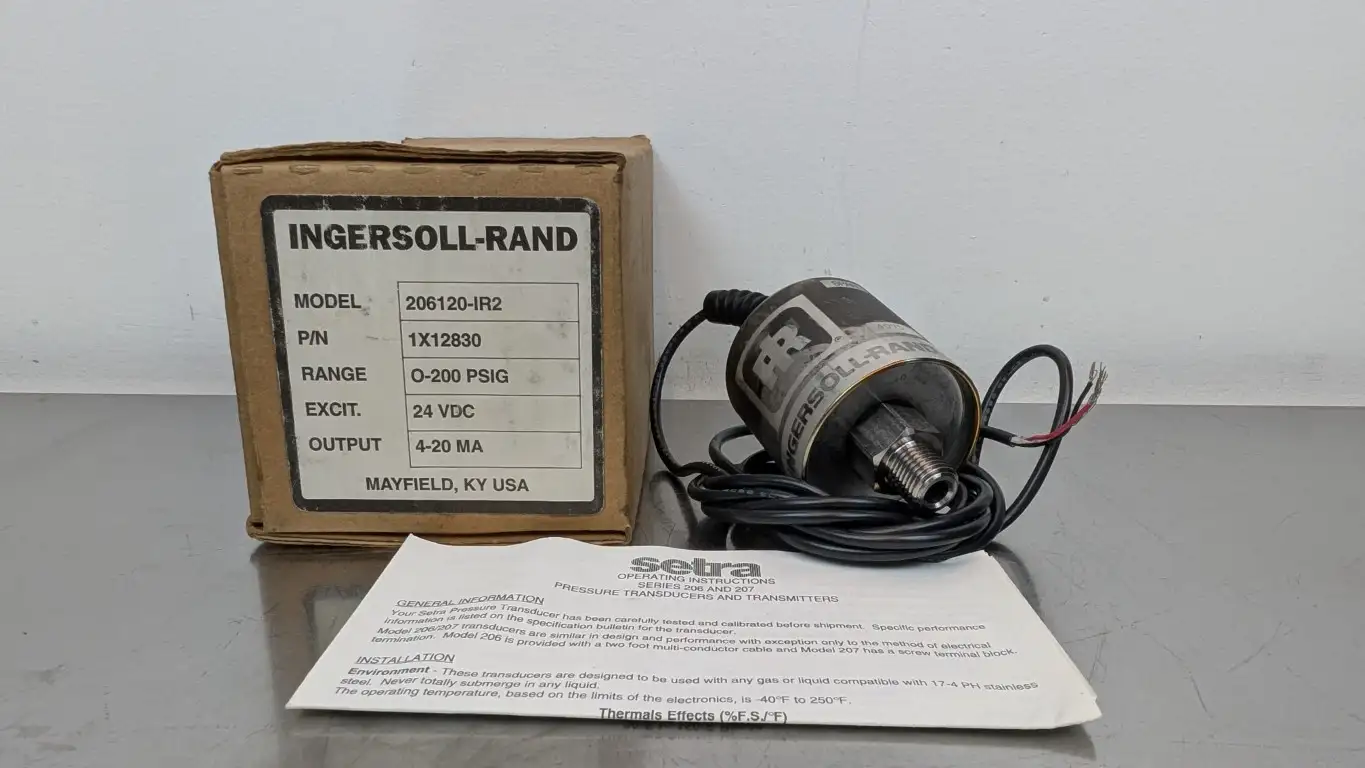 INGERSOLL-RAND
MODEL 206120-IR2
P/N 1X12830
RANGE O-200 PSIG
EXCIT. 24 VDC
OUTPUT 4-20 MA
MAYFIELD, KY USA
IR
INGERSOLL-RAND
setra
OPERATING INSTRUCTIONS
SERIES 206 AND 207
PRESSURE TRANSDUCERS AND TRANSMITTERS
GENERAL INFORMATION
Your Setra Pressure Transducer has been carefully tested and calibrated before shipment. Specific performance
information is listed on the specification bulletin for the transducer.
Model 206/207 transducers are similar in design and performance with exception only to the method of electrical
termination. Model 206 is provided with a two foot multi-conductor cable and Model 207 has a screw terminal block.
INSTALLATION
Environment - These transducers are designed to be used with any gas or liquid compatible with 17-4 PH stainless
steel. Never totally submerge in any liquid.
The operating temperature, based on the limits of the electronics, is -40°F to 250°F.
Thermals Effects (%F.S./°F)